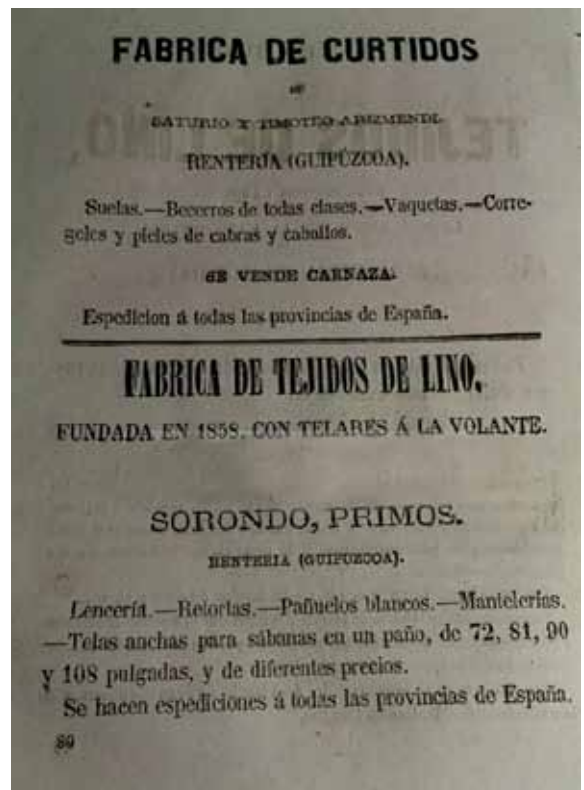 FABRICA DE CURTIDOS
DE
SATURIO Y TIMOTEO ARIZMENDI.
RENTERÍA (GUIPÚZCOA).
Suelas.—Becerros de todas clases.—Vaquetas.—Corre-
geles y pieles de cabras y caballos.
SE VENDE CARNAZA.
Espedicion á todas las provincias de España.
FABRICA DE TEJIDOS DE LINO,
FUNDADA EN 1858, CON TELARES Á LA VOLANTE.
SORONDO, PRIMOS.
RENTERIA (GUIPUZCOA).
Lencería.—Retortas.—Pañuelos blancos.—Mantelerías.
—Telas anchas para sábanas en un paño, de 72, 81, 90
y 108 pulgadas, y de diferentes precios.
Se hacen espediciones á todas las provincias de España.
80